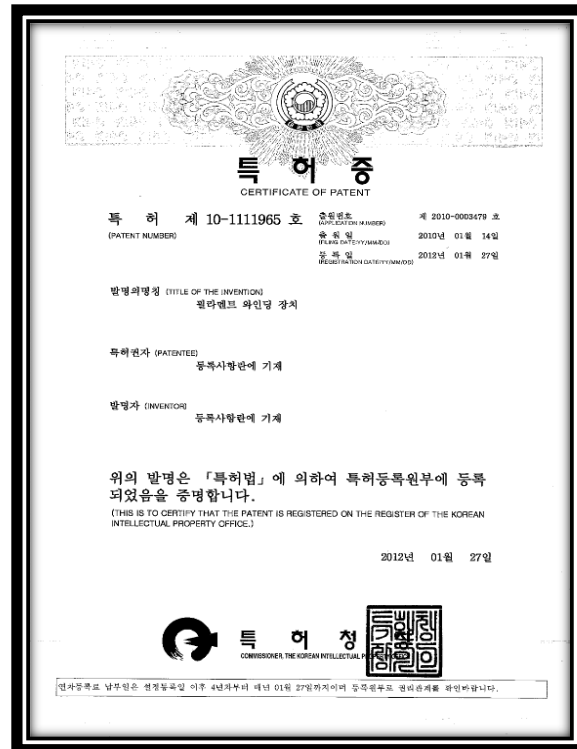 특 허 증
CERTIFICATE OF PATENT
특 허 제 10-1111965 호
(PATENT NUMBER)
출원번호 제 2010-0003479 호
(APPLICATION NUMBER)
출 원 일 2010년 01월 14일
(FILING DATE:YY/MM/DD)
등 록 일 2012년 01월 27일
(REGISTRATION DATE:YY/MM/DD)
발명의명칭 (TITLE OF THE INVENTION)
필라멘트 와인딩 장치
특허권자 (PATENTEE)
등록사항란에 기재
발명자 (INVENTOR)
등록사항란에 기재
위의 발명은 「특허법」에 의하여 특허등록원부에 등록
되었음을 증명합니다.
(THIS IS TO CERTIFY THAT THE PATENT IS REGISTERED ON THE REGISTER OF THE KOREAN
INTELLECTUAL PROPERTY OFFICE.)
2012년 01월 27일
특 허 청
COMMISSIONER, THE KOREAN INTELLECTUAL
연차등록료 납부일은 설정등록일 이후 4년차부터 매년 01월 27일까지이며 등록원부로 권리관계를 확인바랍니다.